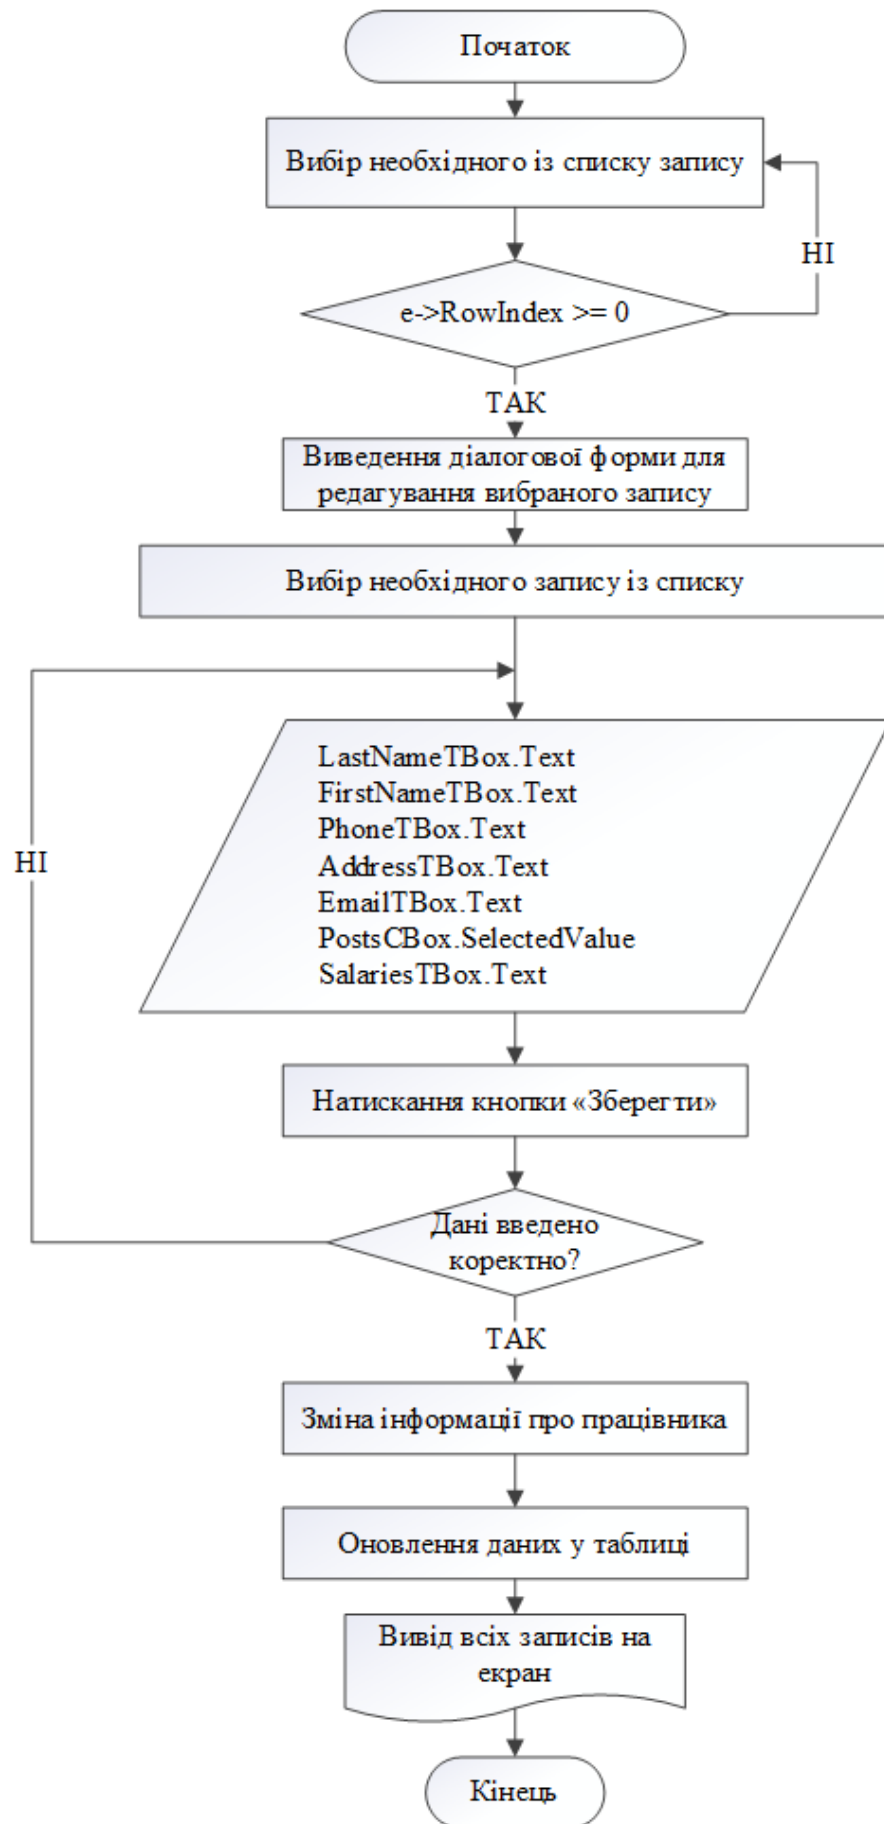 Початок
Вибір необхідного із списку запису
НІ
e->RowIndex >= 0
ТАК
Виведення діалогової форми для
редагування вибраного запису
Вибір необхідного запису із списку
LastNameTBox.Text
FirstNameTBox.Text
PhoneTBox.Text
AddressTBox.Text
EmailTBox.Text
PostsCBox.SelectedValue
SalariesTBox.Text
НІ
Натискання кнопки «Зберегти»
Дані введено
коректно?
ТАК
Зміна інформації про працівника
Оновлення даних у таблиці
Вивід всіх записів на
екран
Кінець